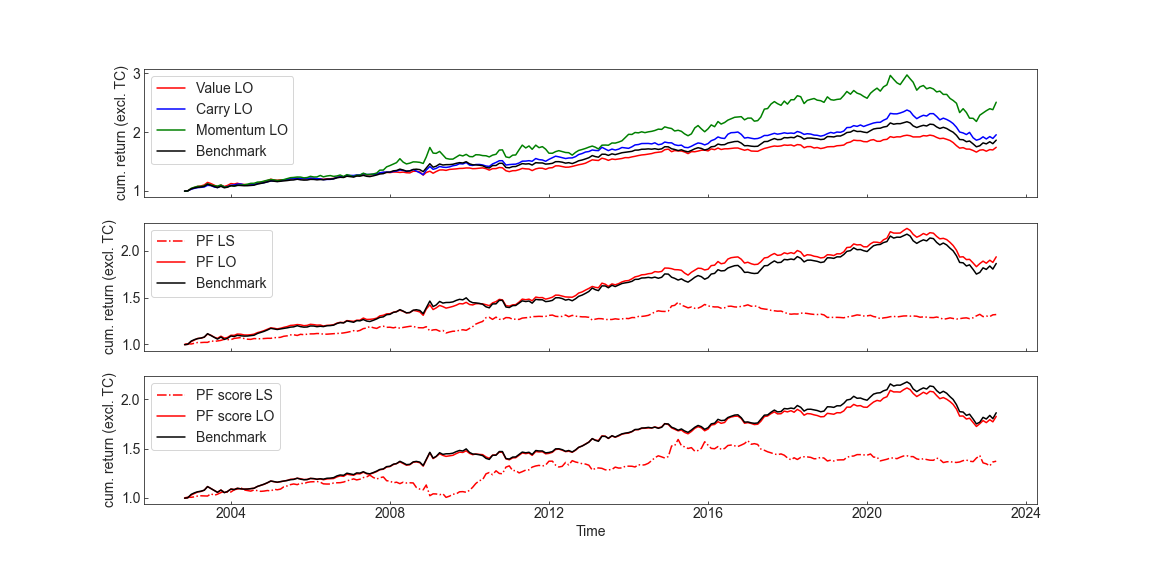 cum. return (excl. TC)
3
2
1
Value LO
Carry LO
Momentum LO
Benchmark
cum. return (excl. TC)
2.0
1.5
1.0
PF LS
PF LO
Benchmark
cum. return (excl. TC)
2.0
1.5
1.0
PF score LS
PF score LO
Benchmark
2004
2008
2012
2016
2020
2024
Time